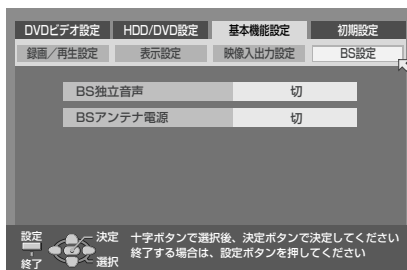 DVDビデオ設定 HDD/DVD設定 基本機能設定 初期設定
録画／再生設定 表示設定 映像入出力設定 BS設定
BS独立音声 切
BSアンテナ電源 切
設定 決定 十字ボタンで選択後、決定ボタンで決定してください
終了する場合は、設定ボタンを押してください
終了 選択